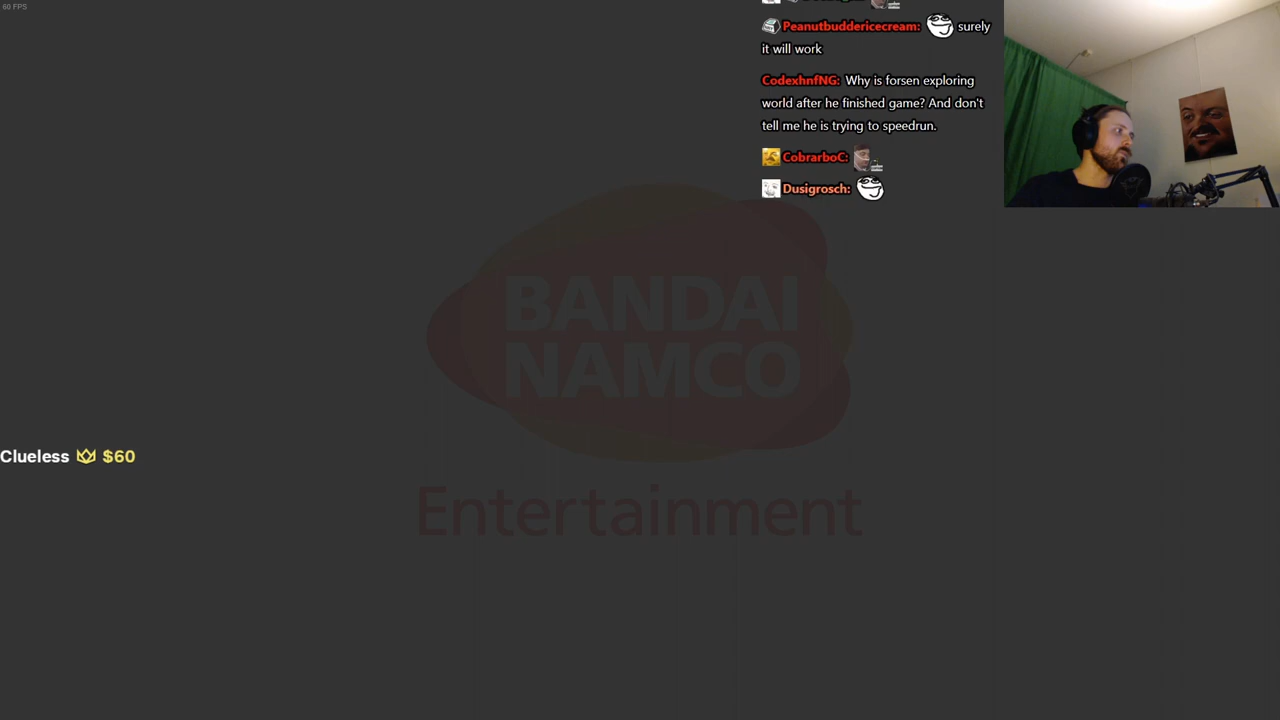 60 FPS
Peanutbuddericecream: surely
it will work
CodexhnfNG: Why is forsen exploring
world after he finished game? And don't
tell me he is trying to speedrun.
CobrarboC:
Dusigrosch:
BANDAI
NAMCO
Entertainment
Clueless $60